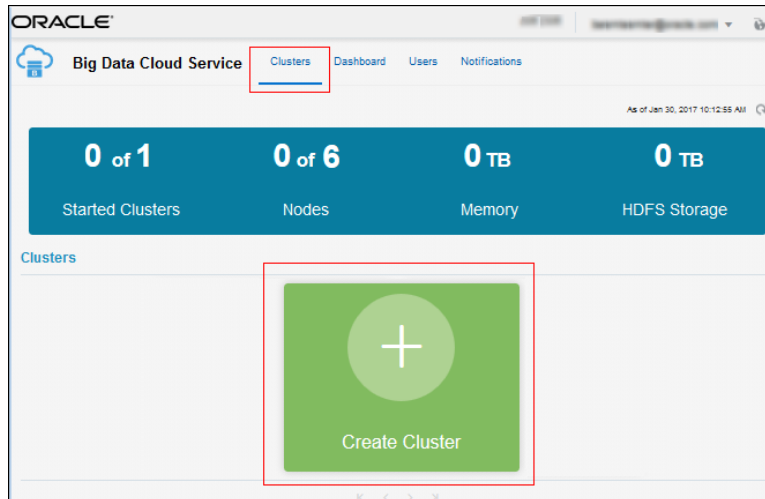 ORACLE
Big Data Cloud Service Clusters Dashboard Users Notifications
As of Jan 30, 2017 10:12:55 AM
0 of 1 0 of 6 0 TB 0 TB
Started Clusters Nodes Memory HDFS Storage
Clusters
Create Cluster